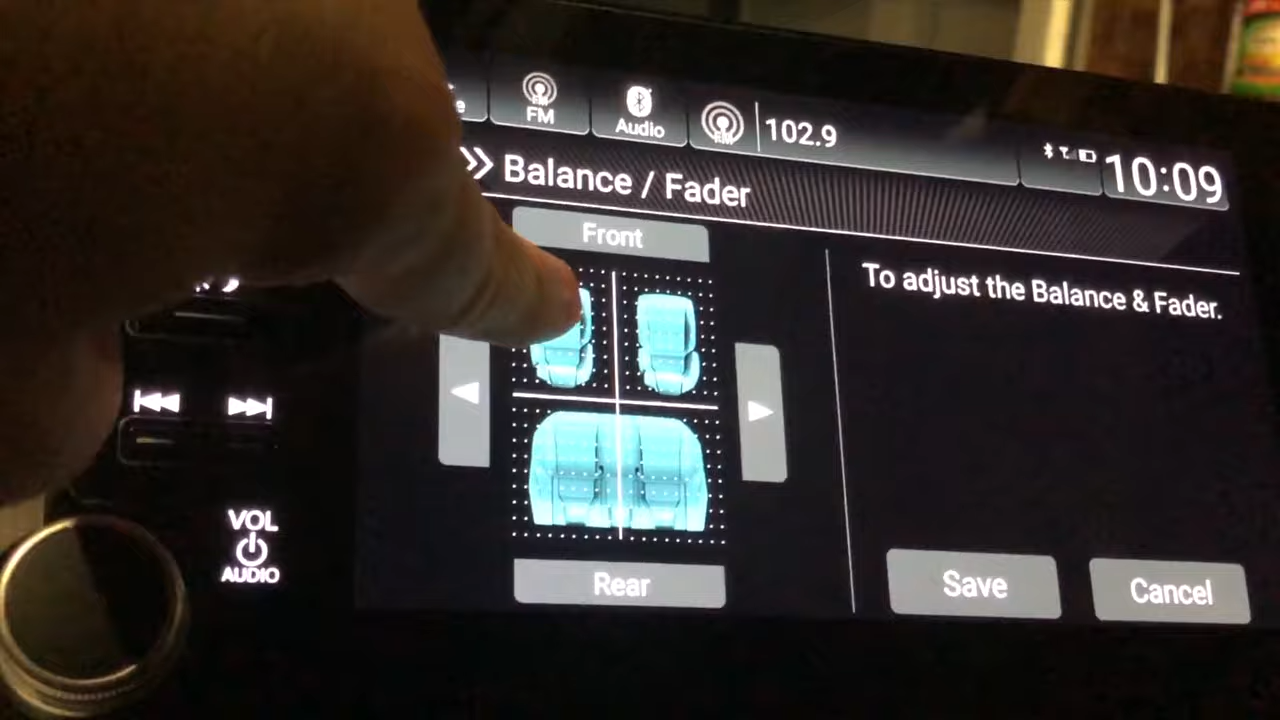 FM
Audio
FM
102.9
10:09
Balance / Fader
Front
To adjust the Balance & Fader.
VOL
AUDIO
Rear
Save
Cancel